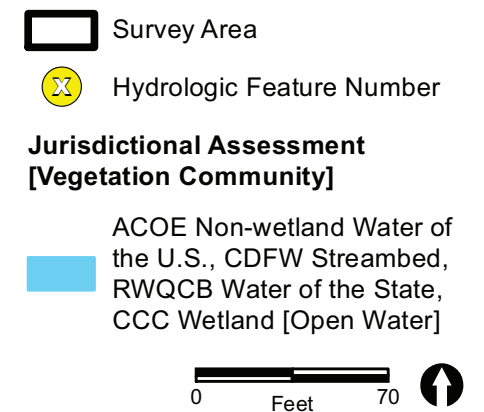 Survey Area
X
Hydrologic Feature Number
Jurisdictional Assessment
[Vegetation Community]
ACOE Non-wetland Water of
the U.S., CDFW Streambed,
RWQCB Water of the State,
CCC Wetland [Open Water]
0 Feet 70